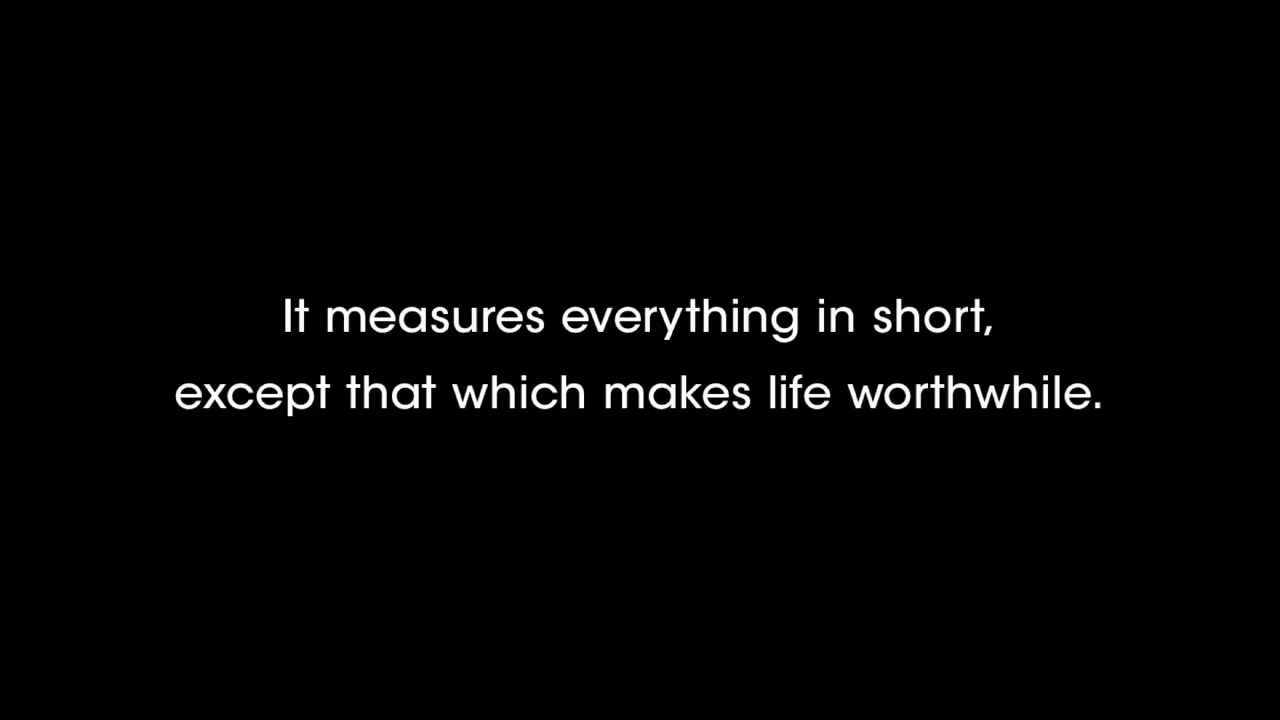 It measures everything in short,
except that which makes life worthwhile.